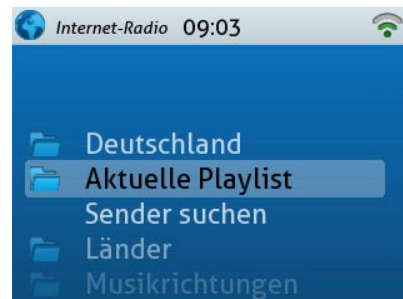 Internet-Radio 09:03
Deutschland
Aktuelle Playlist
Sender suchen
Länder
Musikrichtungen